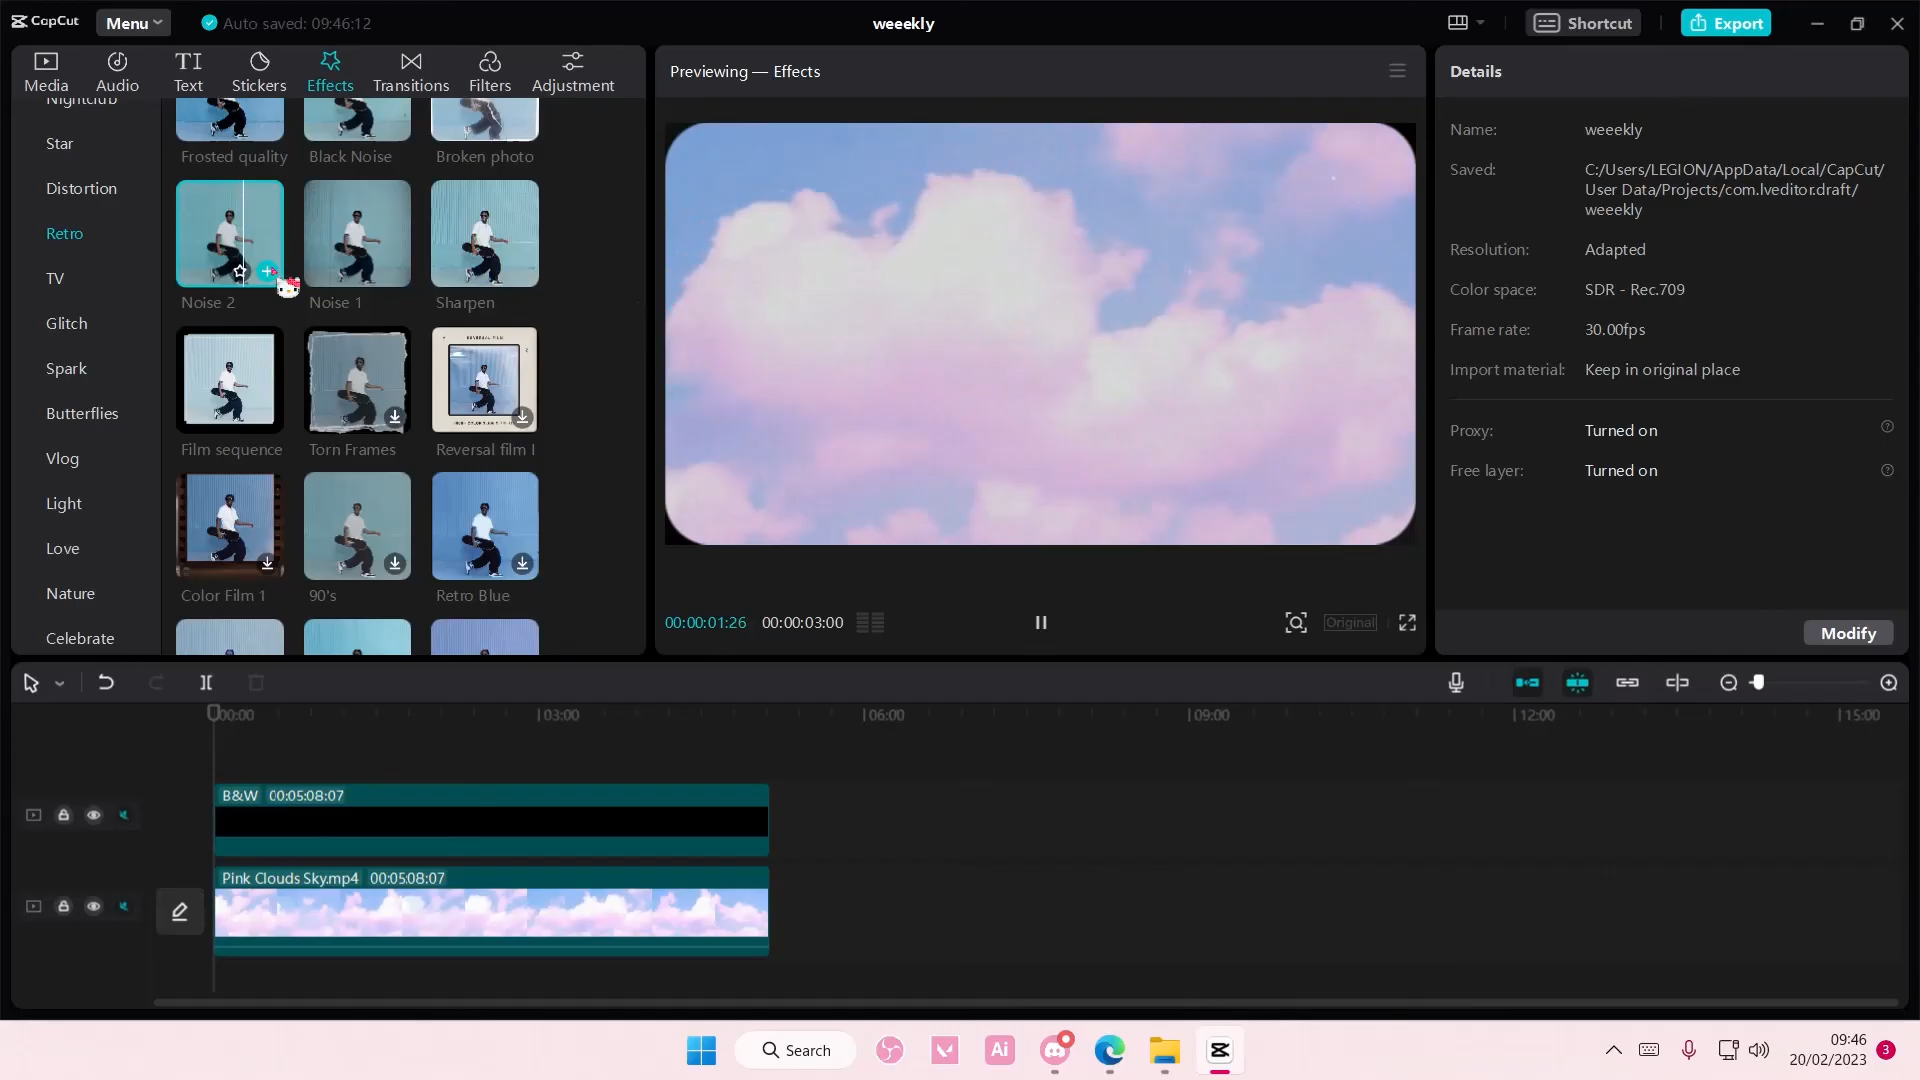 CapCut
Menu
Auto saved: 09:46:12
weeekly
Shortcut
Export
Media
Audio
TI
Text
Stickers
Effects
Transitions
Filters
Adjustment
Nightclub
Star
Distortion
Retro
TV
Glitch
Spark
Butterflies
Vlog
Light
Love
Nature
Celebrate
Frosted quality
Black Noise
Broken photo
Noise 2
Noise 1
Sharpen
REVERSAL FILM
Film sequence
Torn Frames
Reversal film I
Color Film 1
90's
Retro Blue
Previewing — Effects
00:00:01:26
00:00:03:00
Original
Details
Name: weeekly
Saved: C:/Users/LEGION/AppData/Local/CapCut/
User Data/Projects/com.lveditor.draft/
weeekly
Resolution: Adapted
Color space: SDR - Rec.709
Frame rate: 30.00fps
Import material: Keep in original place
Proxy: Turned on
Free layer: Turned on
Modify
00:00
03:00
06:00
09:00
12:00
15:00
B&W 00:05:08:07
Pink Clouds Sky.mp4 00:05:08:07
Search
Ai
09:46
20/02/2023
3